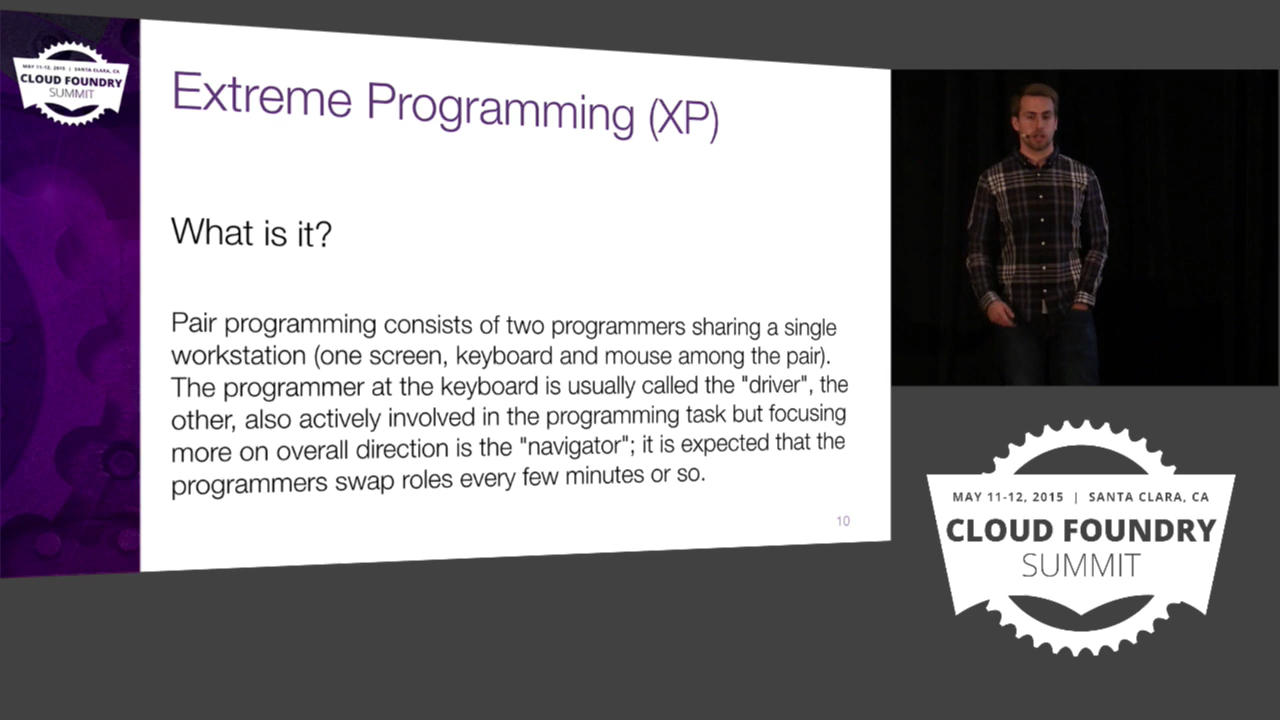 MAY 11-12, 2015 | SANTA CLARA, CA
CLOUD FOUNDRY
SUMMIT
Extreme Programming (XP)
What is it?
Pair programming consists of two programmers sharing a single
workstation (one screen, keyboard and mouse among the pair).
The programmer at the keyboard is usually called the "driver", the
other, also actively involved in the programming task but focusing
more on overall direction is the "navigator"; it is expected that the
programmers swap roles every few minutes or so.
10
MAY 11-12, 2015 | SANTA CLARA, CA
CLOUD FOUNDRY
SUMMIT